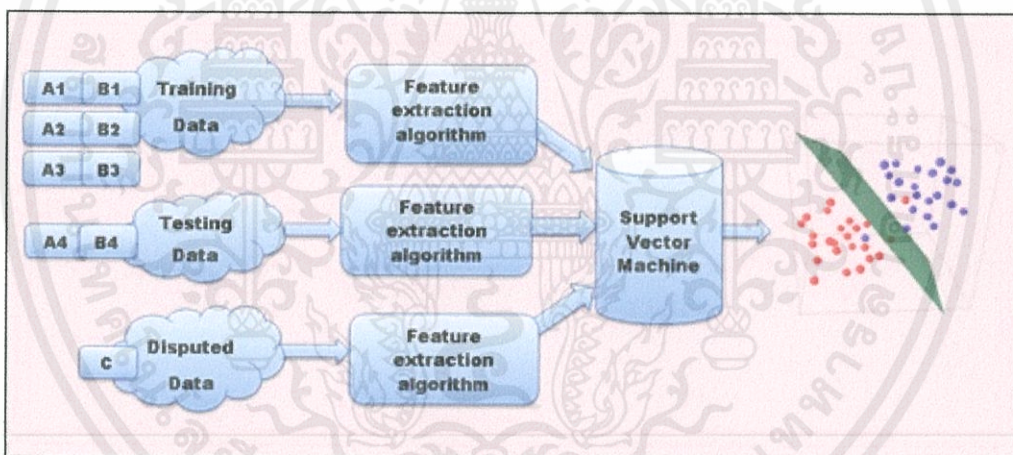 A1 B1
A2 B2
A3 B3
Training
Data
Feature
extraction
algorithm
A4 B4
Testing
Data
Feature
extraction
algorithm
C
Disputed
Data
Feature
extraction
algorithm
Support
Vector
Machine